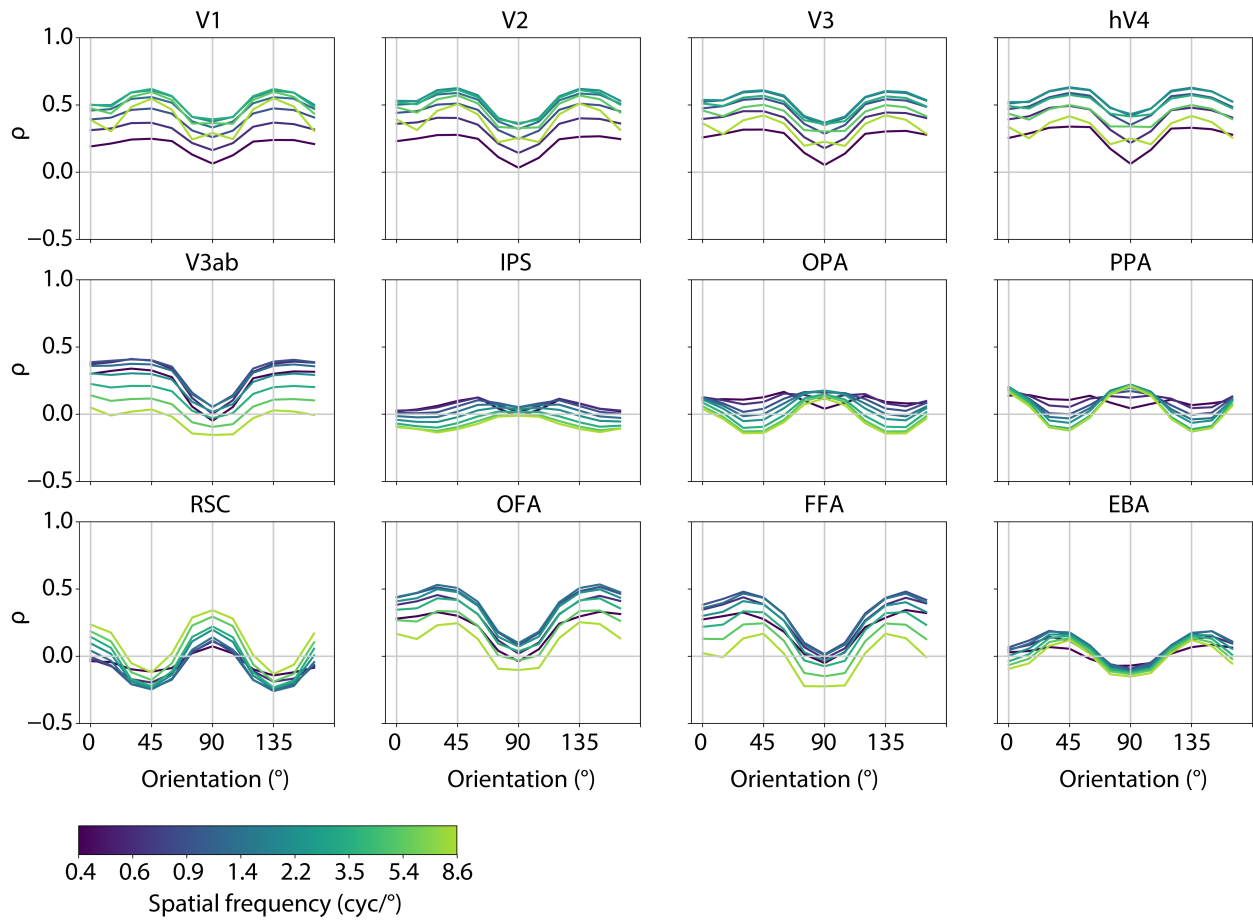 V1 V2 V3 hV4
1.0
0.5
ρ
0.0
−0.5
V3ab IPS OPA PPA
1.0
0.5
ρ
0.0
−0.5
RSC OFA FFA EBA
1.0
0.5
ρ
0.0
−0.5
0 45 90 135 0 45 90 135 0 45 90 135 0 45 90 135
Orientation (°) Orientation (°) Orientation (°) Orientation (°)
0.4 0.6 0.9 1.4 2.2 3.5 5.4 8.6
Spatial frequency (cyc/°)